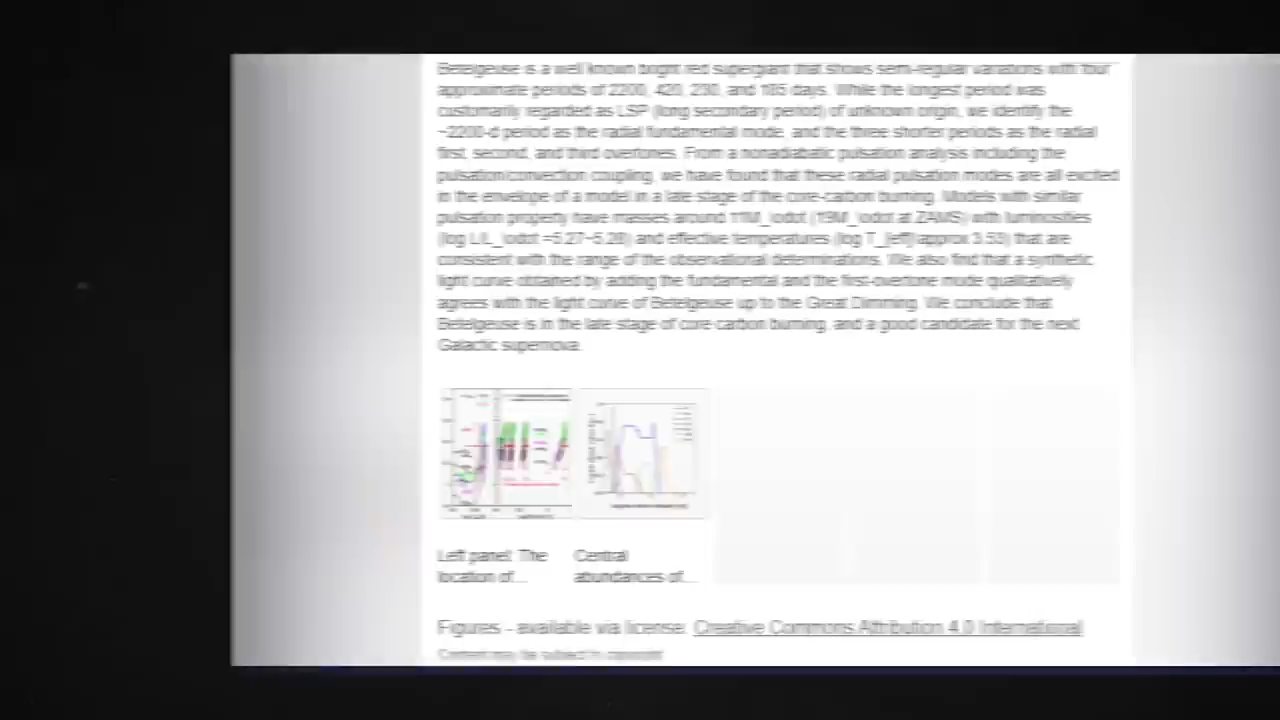 Betelgeuse is a well known bright red supergiant that shows semi-regular variations with four
approximate periods of 2200, 420, 230, and 185 days. While the longest period was
customarily regarded as LSP (long secondary period) of unknown origin, we identify the
~2200-d period as the radial fundamental mode, and the three shorter periods as the radial
first, second, and third overtones. From a nonadiabatic pulsation analysis including the
pulsation/convection coupling, we have found that these radial pulsation modes are all excited
in the envelope of a model in a late stage of the core-carbon burning. Models with similar
pulsation property have masses around 11M_\odot (19M_\odot at ZAMS) with luminosities
(log L/L_\odot =5.27~5.28) and effective temperatures (log T_{eff}\approx 3.53) that are
consistent with the range of the observational determinations. We also find that a synthetic
light curve obtained by adding the fundamental and the first-overtone mode qualitatively
agrees with the light curve of Betelgeuse up to the Great Dimming. We conclude that
Betelgeuse is in the late stage of core carbon burning, and a good candidate for the next
Galactic supernova.
Left panel: The
location of...
Central
abundances of...
Figures - available via license: Creative Commons Attribution 4.0 International
Content may be subject to copyright.